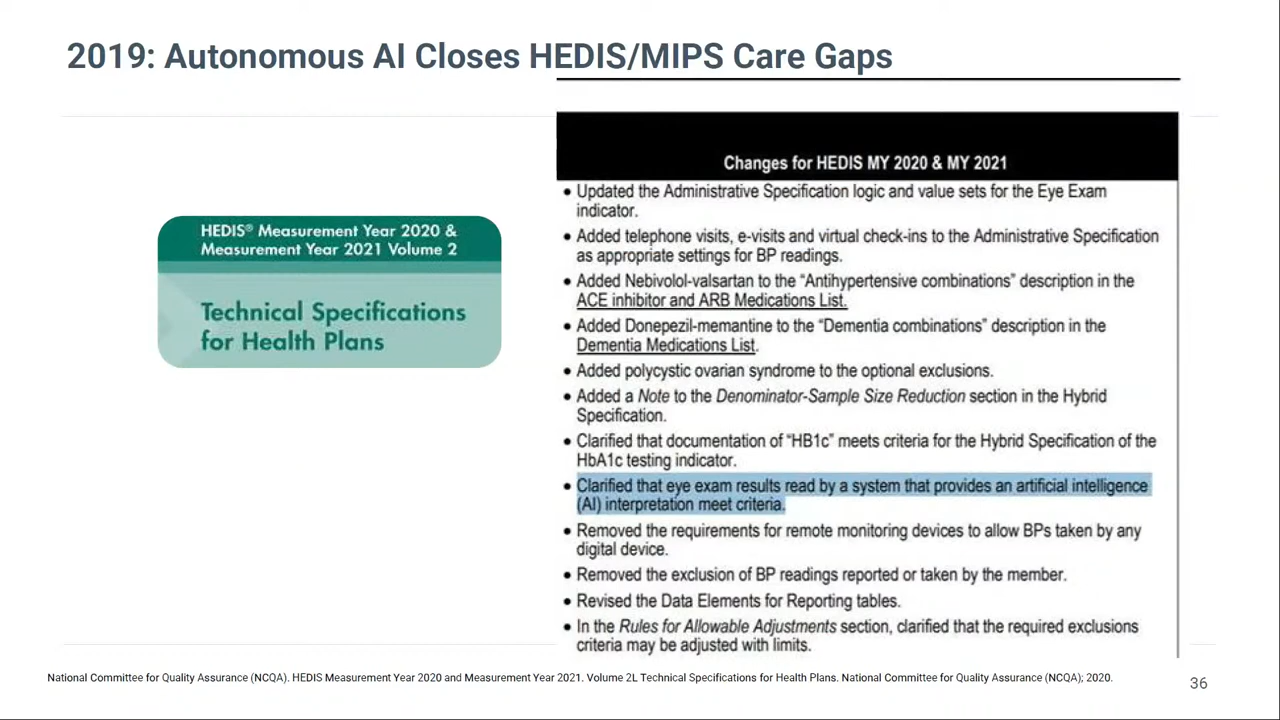 2019: Autonomous AI Closes HEDIS/MIPS Care Gaps
HEDIS® Measurement Year 2020 &
Measurement Year 2021 Volume 2
Technical Specifications
for Health Plans
Changes for HEDIS MY 2020 & MY 2021
• Updated the Administrative Specification logic and value sets for the Eye Exam
indicator.
• Added telephone visits, e-visits and virtual check-ins to the Administrative Specification
as appropriate settings for BP readings.
• Added Nebivolol-valsartan to the “Antihypertensive combinations” description in the
ACE inhibitor and ARB Medications List.
• Added Donepezil-memantine to the “Dementia combinations” description in the
Dementia Medications List.
• Added polycystic ovarian syndrome to the optional exclusions.
• Added a Note to the Denominator-Sample Size Reduction section in the Hybrid
Specification.
• Clarified that documentation of “HB1c” meets criteria for the Hybrid Specification of the
HbA1c testing indicator.
• Clarified that eye exam results read by a system that provides an artificial intelligence
(AI) interpretation meet criteria.
• Removed the requirements for remote monitoring devices to allow BPs taken by any
digital device.
• Removed the exclusion of BP readings reported or taken by the member.
• Revised the Data Elements for Reporting tables.
• In the Rules for Allowable Adjustments section, clarified that the required exclusions
criteria may be adjusted with limits.
National Committee for Quality Assurance (NCQA). HEDIS Measurement Year 2020 and Measurement Year 2021. Volume 2L Technical Specifications for Health Plans. National Committee for Quality Assurance (NCQA); 2020.
36